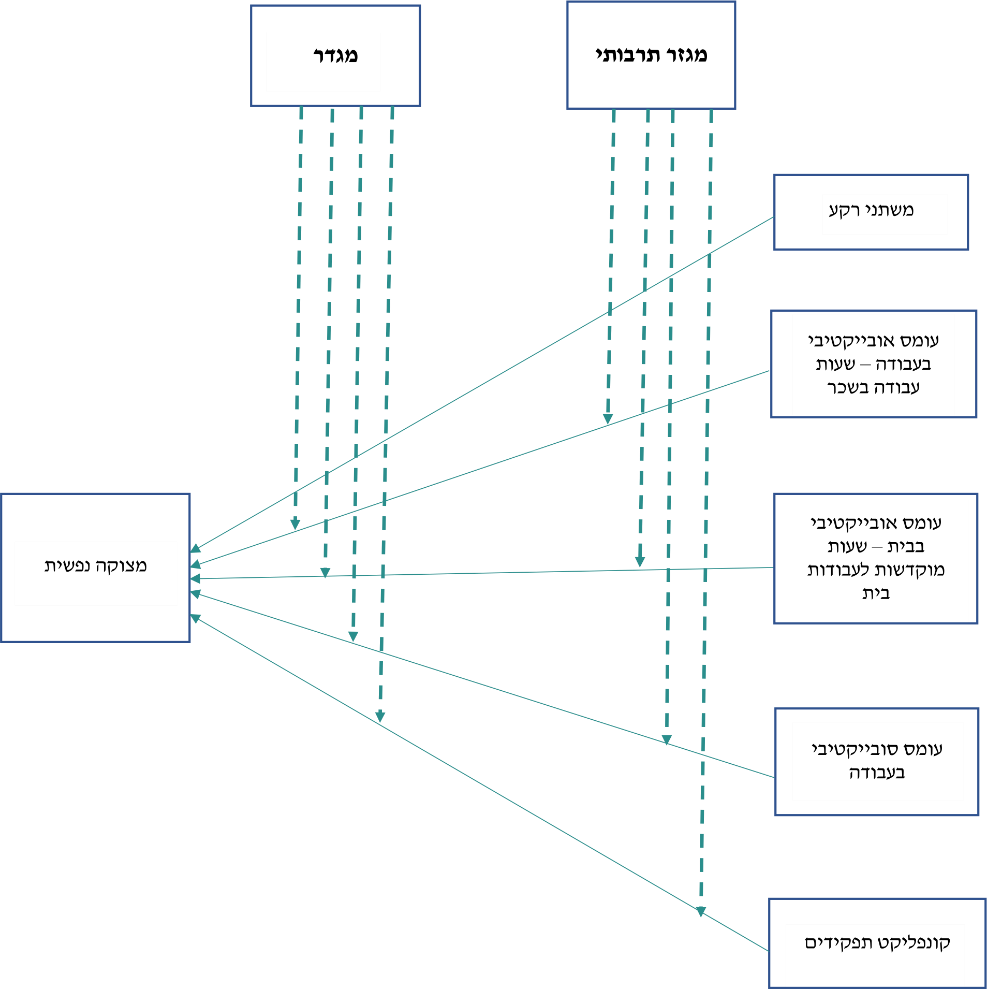 מגזר תרבותי
מגדר
משתני רקע
עומס אובייקטיבי
בעבודה – שעות
עבודה בשכר
עומס אובייקטיבי
בבית – שעות
מוקדשות לעבודות
בית
מצוקה נפשית
עומס סובייקטיבי
בעבודה
קונפליקט תפקידים